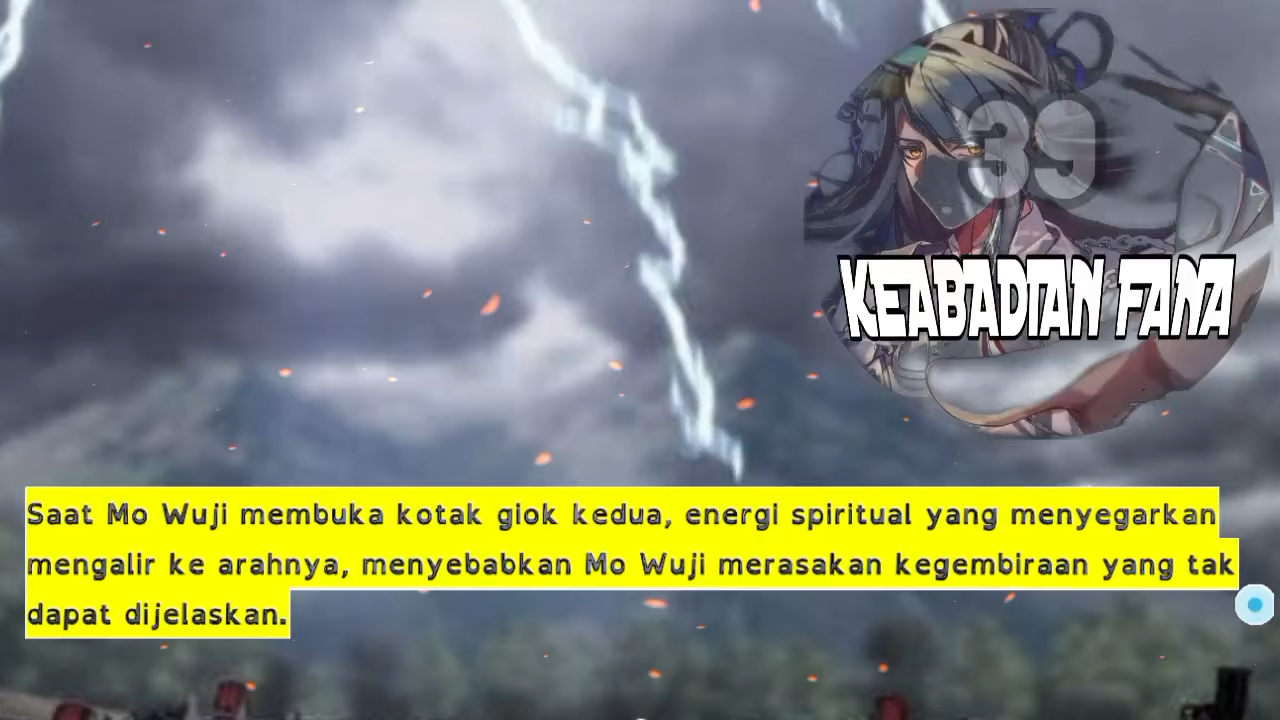 39
KEABADIAN FANA
Saat Mo Wuji membuka kotak giok kedua, energi spiritual yang menyegarkan
mengalir ke arahnya, menyebabkan Mo Wuji merasakan kegembiraan yang tak
dapat dijelaskan.